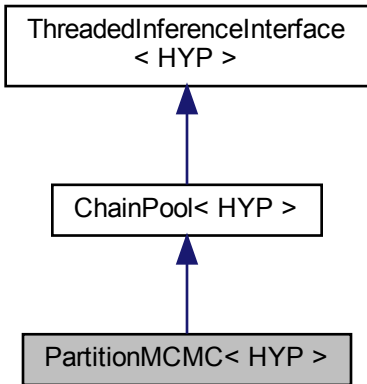 ThreadedInferenceInterface
< HYP >
ChainPool< HYP >
PartitionMCMC< HYP >